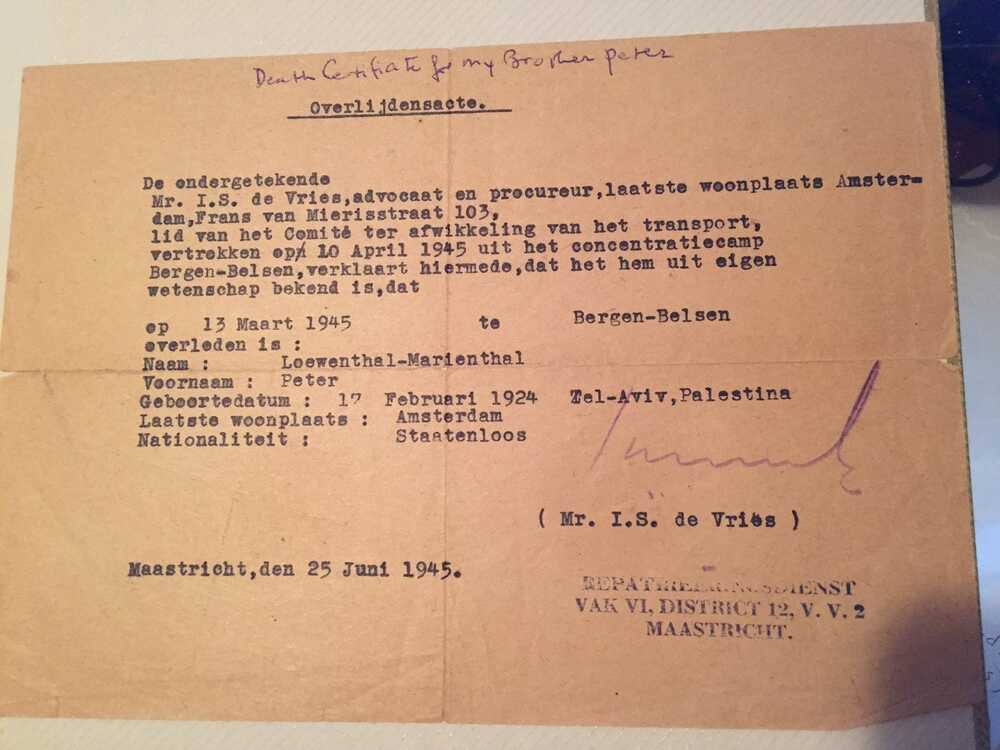 Death Certificate for my Brother Peter
Overlijdensacte.
De ondergetekende
Mr. I.S. de Vries,advocaat en procureur,laatste woonplaats Amster-
dam,Frans van Mierisstraat 103,
lid van het Comité ter afwikkeling van het transport,
vertrokken op 10 April 1945 uit het concentratiecamp
Bergen-Belsen,verklaart hiermede,dat het hem uit eigen
wetenschap bekend is,dat
op 13 Maart 1945 te Bergen-Belsen
overleden is :
Naam : Loewenthal-Marienthal
Voornaam : Peter
Geboortedatum : 17 Februari 1924 Tel-Aviv,Palestina
Laatste woonplaats : Amsterdam
Nationaliteit : Staatenloos
( Mr. I.S. de Vries )
Maastricht,den 25 Juni 1945.
REPATRIEERINGSDIENST
VAK VI, DISTRICT 12, V. V. 2
MAASTRICHT.